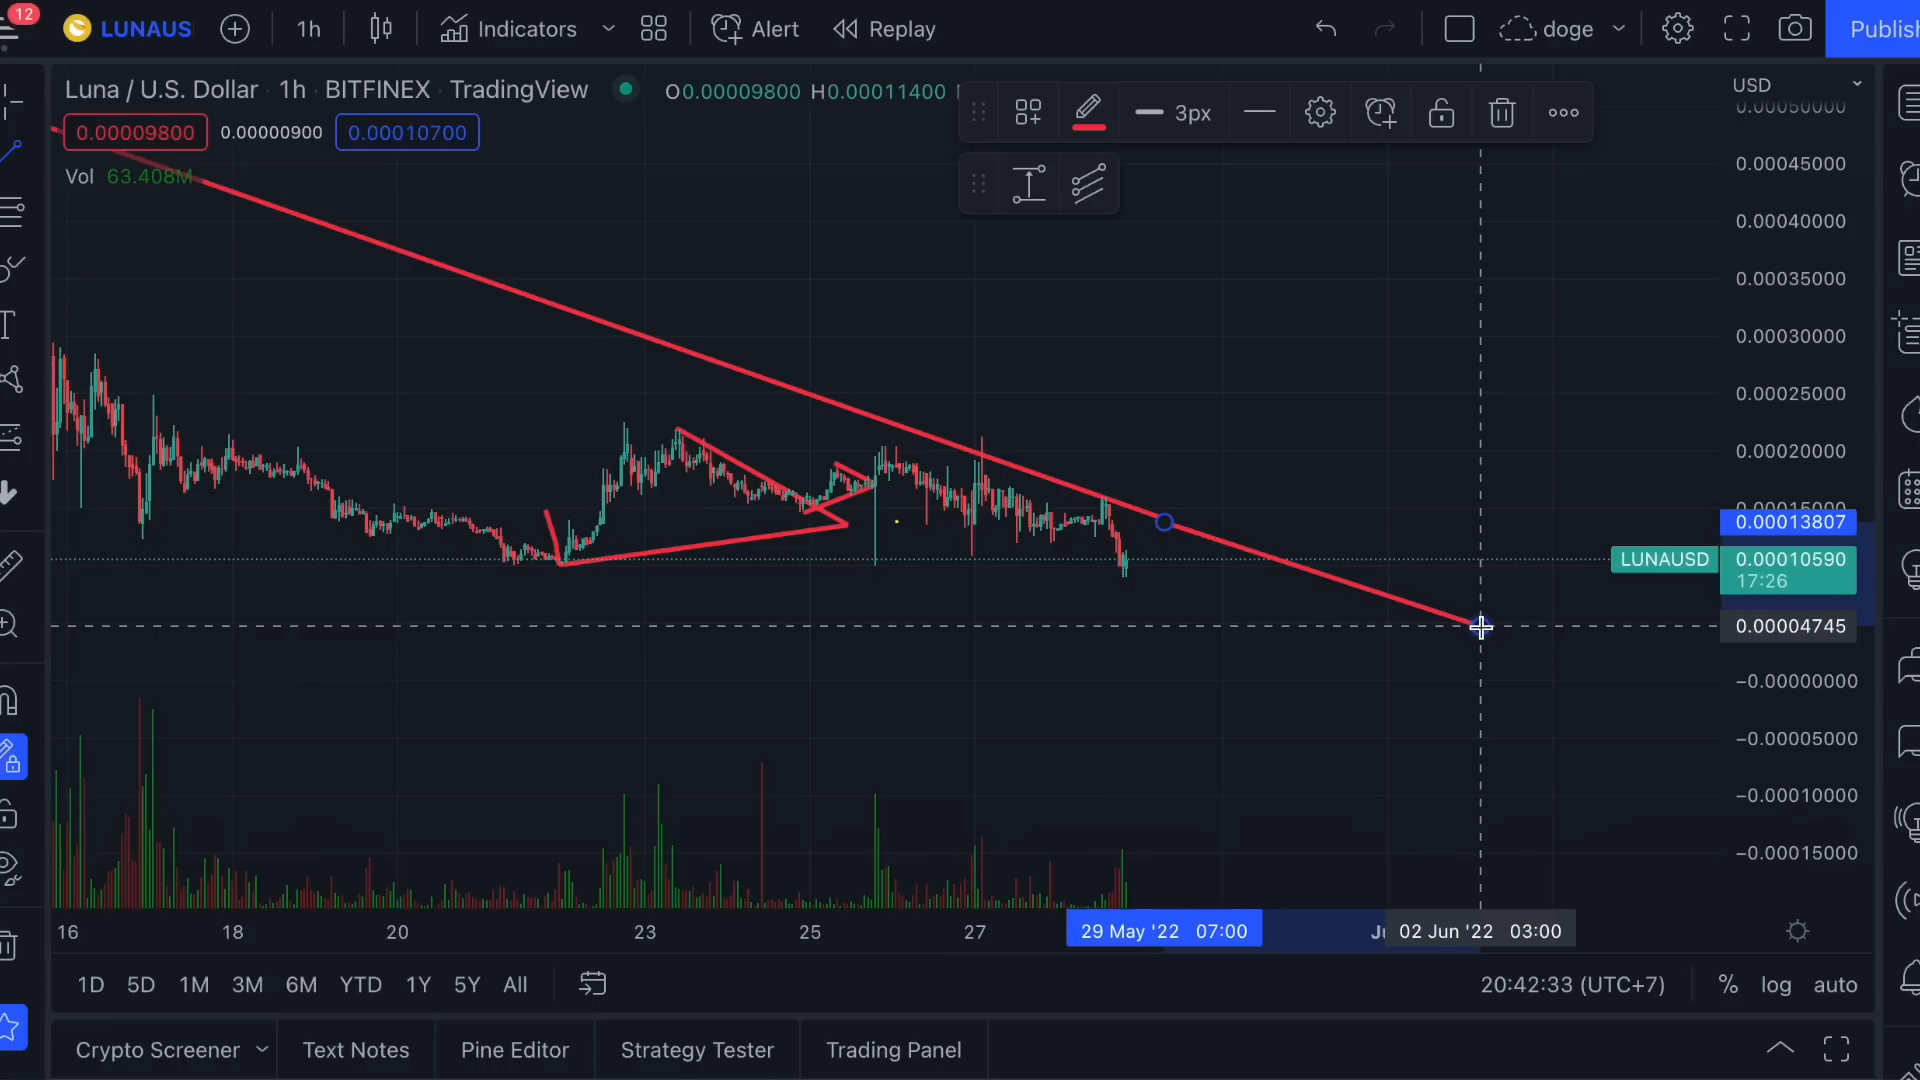 12
LUNAUS
1h
Indicators
Alert
Replay
doge
Publish
Luna / U.S. Dollar · 1h · BITFINEX · TradingView
O0.00009800 H0.00011400
0.00009800
0.00000900
0.00010700
Vol 63.408M
3px
USD
0.00050000
0.00045000
0.00040000
0.00035000
0.00030000
0.00025000
0.00020000
0.00015000
0.00013807
LUNAUSD
0.00010590
17:26
0.00004745
−0.00000000
−0.00005000
−0.00010000
−0.00015000
16
18
20
23
25
27
29 May '22 07:00
02 Jun '22 03:00
1D
5D
1M
3M
6M
YTD
1Y
5Y
All
20:42:33 (UTC+7)
%
log
auto
Crypto Screener
Text Notes
Pine Editor
Strategy Tester
Trading Panel